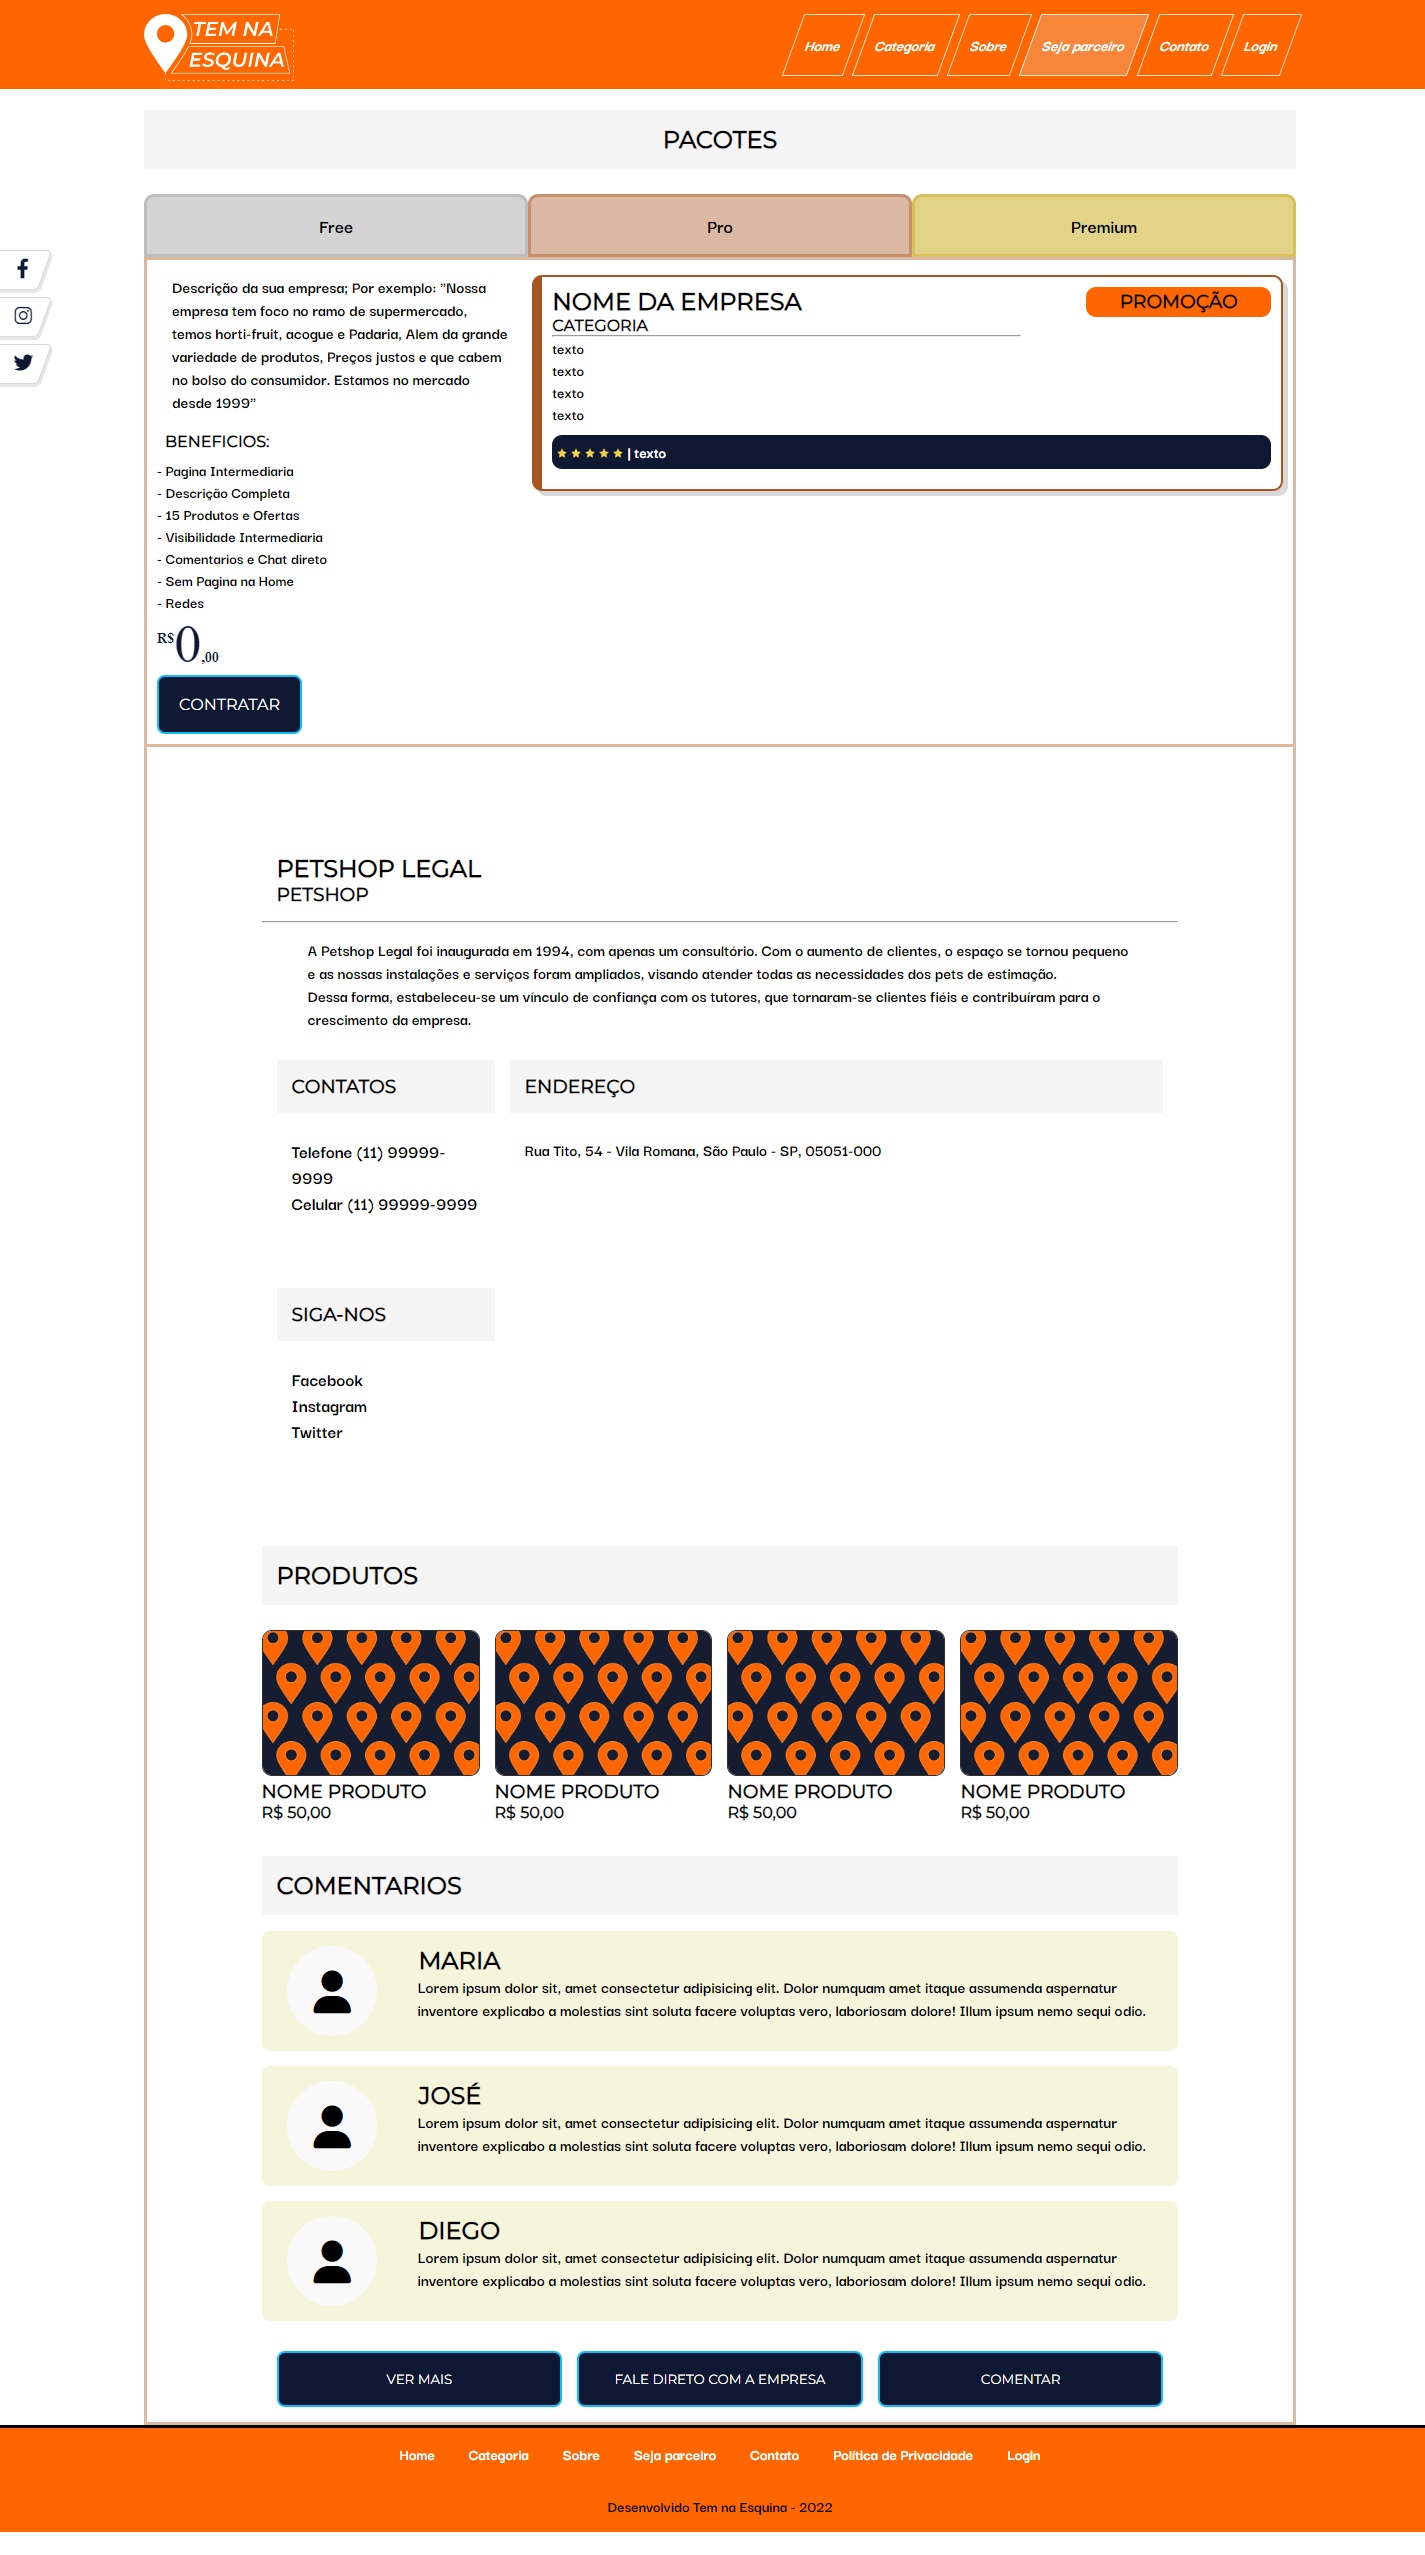 TEM NA
ESQUINA
Home
Categoria
Sobre
Seja parceiro
Contato
Login
PACOTES
Free
Pro
Premium
Descrição da sua empresa; Por exemplo: "Nossa
empresa tem foco no ramo de supermercado,
temos horti-fruit, acogue e Padaria, Alem da grande
variedade de produtos, Preços justos e que cabem
no bolso do consumidor. Estamos no mercado
desde 1999"
BENEFICIOS:
- Pagina Intermediaria
- Descrição Completa
- 15 Produtos e Ofertas
- Visibilidade Intermediaria
- Comentarios e Chat direto
- Sem Pagina na Home
- Redes
R$0,00
CONTRATAR
NOME DA EMPRESA
PROMOÇÃO
CATEGORIA
texto
texto
texto
texto
★ ★ ★ ★ ★ | texto
PETSHOP LEGAL
PETSHOP
A Petshop Legal foi inaugurada em 1994, com apenas um consultório. Com o aumento de clientes, o espaço se tornou pequeno
e as nossas instalações e serviços foram ampliados, visando atender todas as necessidades dos pets de estimação.
Dessa forma, estabeleceu-se um vínculo de confiança com os tutores, que tornaram-se clientes fiéis e contribuíram para o
crescimento da empresa.
CONTATOS
Telefone (11) 99999-
9999
Celular (11) 99999-9999
ENDEREÇO
Rua Tito, 54 - Vila Romana, São Paulo - SP, 05051-000
SIGA-NOS
Facebook
Instagram
Twitter
PRODUTOS
NOME PRODUTO
R$ 50,00
NOME PRODUTO
R$ 50,00
NOME PRODUTO
R$ 50,00
NOME PRODUTO
R$ 50,00
COMENTARIOS
MARIA
Lorem ipsum dolor sit, amet consectetur adipisicing elit. Dolor numquam amet itaque assumenda aspernatur
inventore explicabo a molestias sint soluta facere voluptas vero, laboriosam dolore! Illum ipsum nemo sequi odio.
JOSÉ
Lorem ipsum dolor sit, amet consectetur adipisicing elit. Dolor numquam amet itaque assumenda aspernatur
inventore explicabo a molestias sint soluta facere voluptas vero, laboriosam dolore! Illum ipsum nemo sequi odio.
DIEGO
Lorem ipsum dolor sit, amet consectetur adipisicing elit. Dolor numquam amet itaque assumenda aspernatur
inventore explicabo a molestias sint soluta facere voluptas vero, laboriosam dolore! Illum ipsum nemo sequi odio.
VER MAIS
FALE DIRETO COM A EMPRESA
COMENTAR
Home
Categoria
Sobre
Seja parceiro
Contato
Política de Privacidade
Login
Desenvolvido Tem na Esquina - 2022